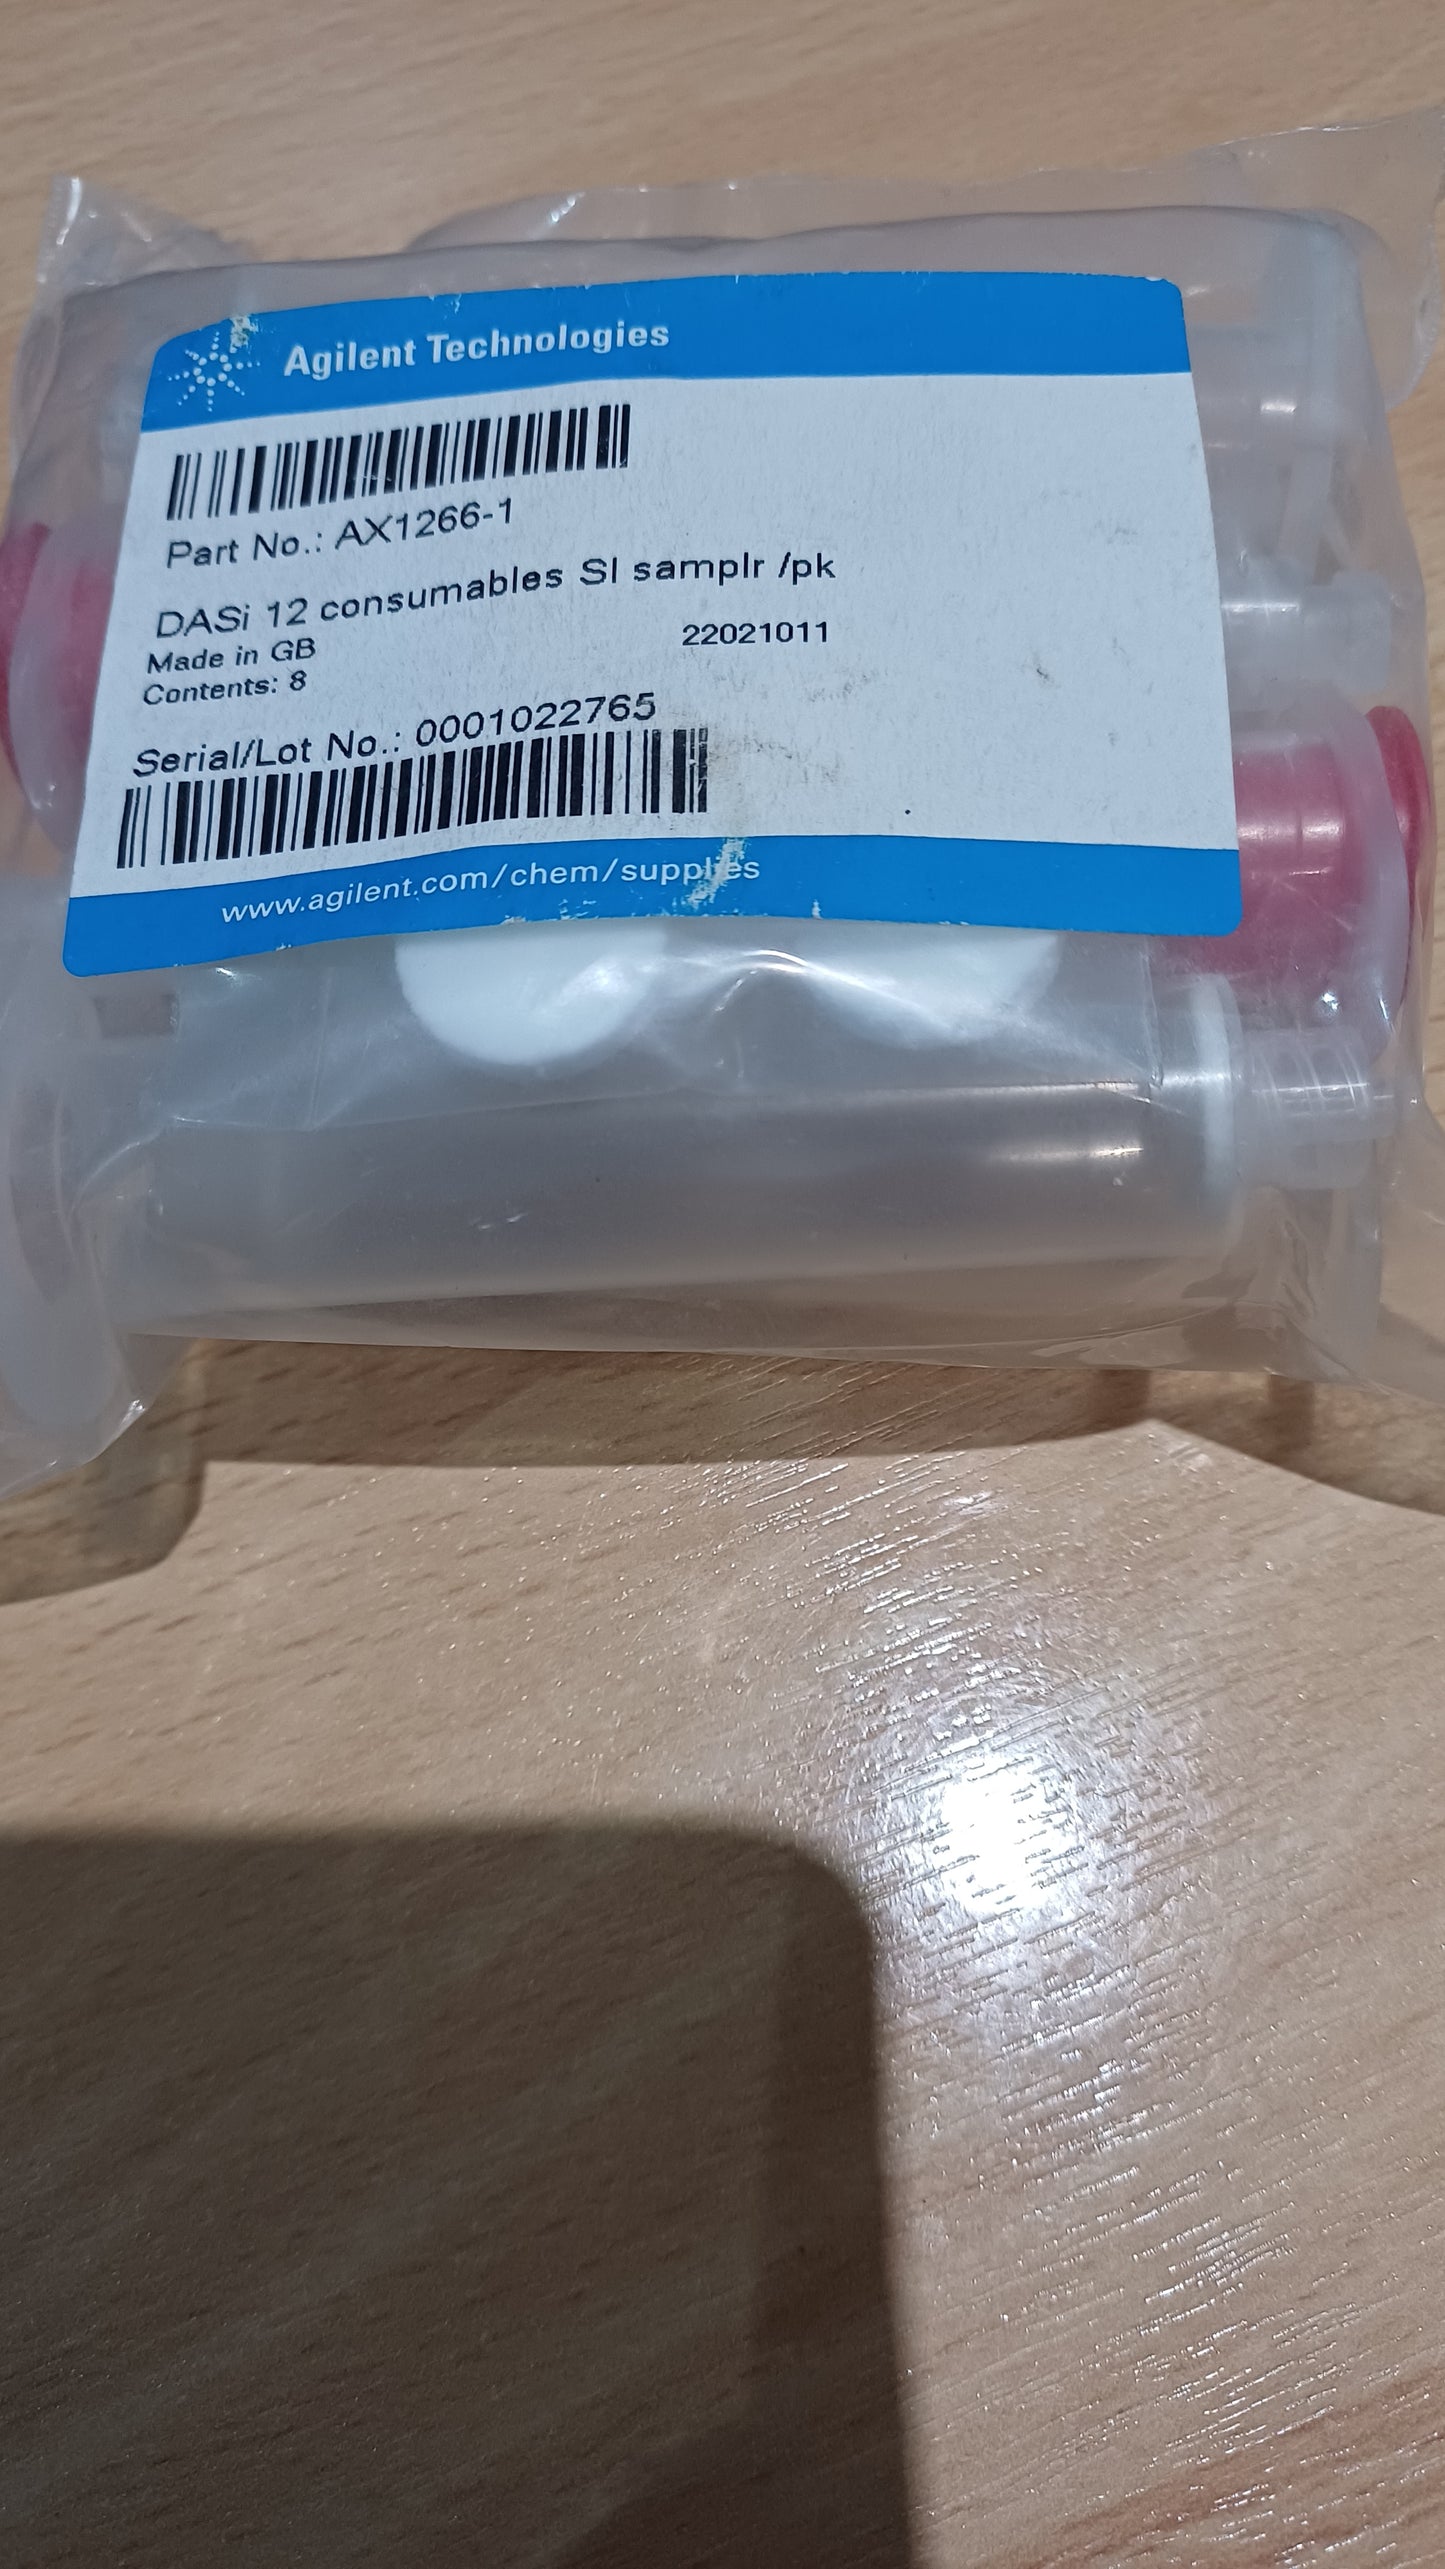 Agilent Technologies
Part No.: AX1266-1
DASi 12 consumables SI samplr /pk
Made in GB 22021011
Contents: 8
Serial/Lot No.: 0001022765
www.agilent.com/chem/supplies